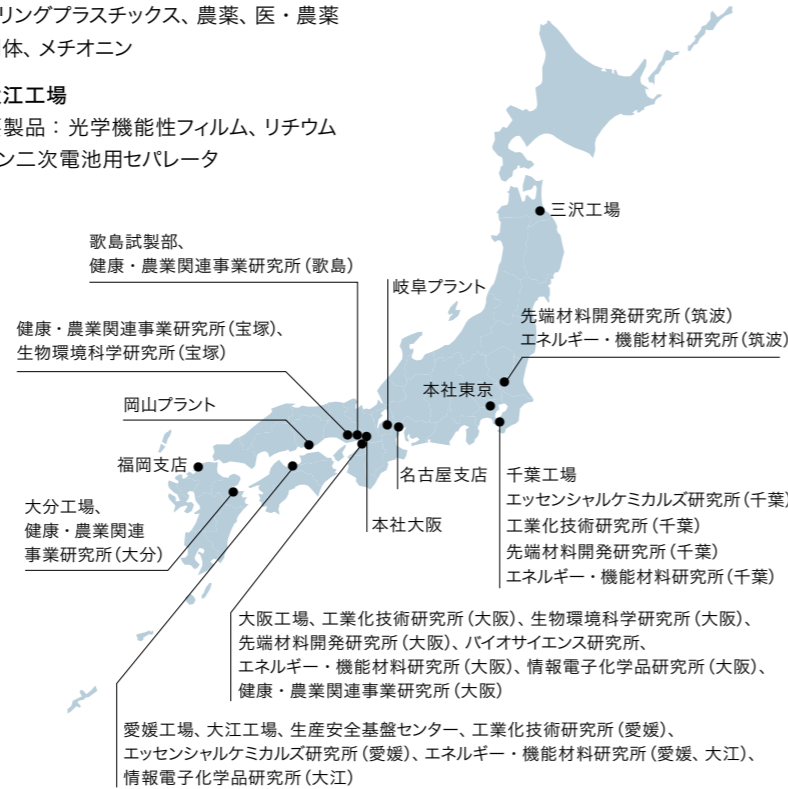 リングプラスチックス、農薬、医・農薬
体、メチオニン
江工場
製品：光学機能性フィルム、リチウム
ン二次電池用セパレータ
三沢工場
歌島試製部、
健康・農業関連事業研究所（歌島）
岐阜プラント
先端材料開発研究所（筑波）
エネルギー・機能材料研究所（筑波）
健康・農業関連事業研究所（宝塚）、
生物環境科学研究所（宝塚）
本社東京
岡山プラント
福岡支店
名古屋支店
千葉工場
エッセンシャルケミカルズ研究所（千葉）
工業化技術研究所（千葉）
先端材料開発研究所（千葉）
エネルギー・機能材料研究所（千葉）
本社大阪
大分工場、
健康・農業関連
事業研究所（大分）
大阪工場、工業化技術研究所（大阪）、生物環境科学研究所（大阪）、
先端材料開発研究所（大阪）、バイオサイエンス研究所、
エネルギー・機能材料研究所（大阪）、情報電子化学品研究所（大阪）、
健康・農業関連事業研究所（大阪）
愛媛工場、大江工場、生産安全基盤センター、工業化技術研究所（愛媛）、
エッセンシャルケミカルズ研究所（愛媛）、エネルギー・機能材料研究所（愛媛、大江）、
情報電子化学品研究所（大江）